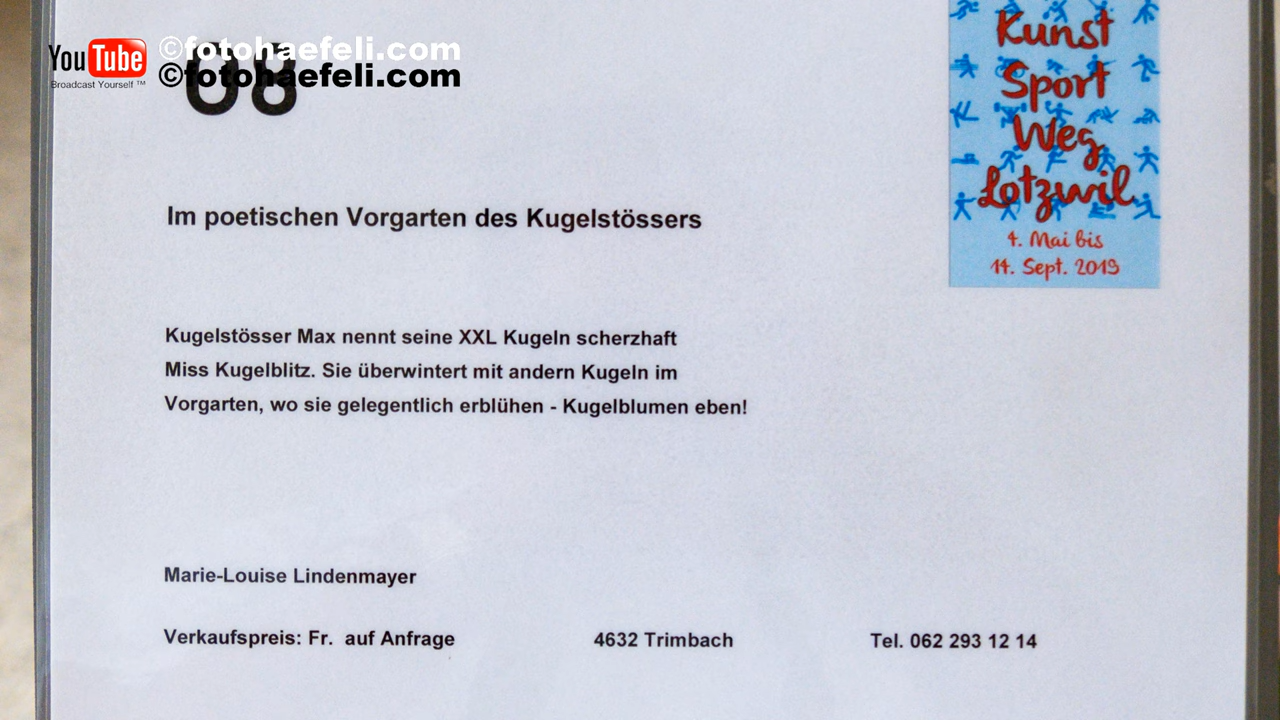 YouTube
Broadcast Yourself ™
©fotohaefeli.com
©fotohaefeli.com
08
Kunst
Sport
Weg
Lotzwil
4. Mai bis
14. Sept. 2019
Im poetischen Vorgarten des Kugelstössers
Kugelstösser Max nennt seine XXL Kugeln scherzhaft
Miss Kugelblitz. Sie überwintert mit andern Kugeln im
Vorgarten, wo sie gelegentlich erblühen - Kugelblumen eben!
Marie-Louise Lindenmayer
Verkaufspreis: Fr.  auf Anfrage 4632 Trimbach Tel. 062 293 12 14